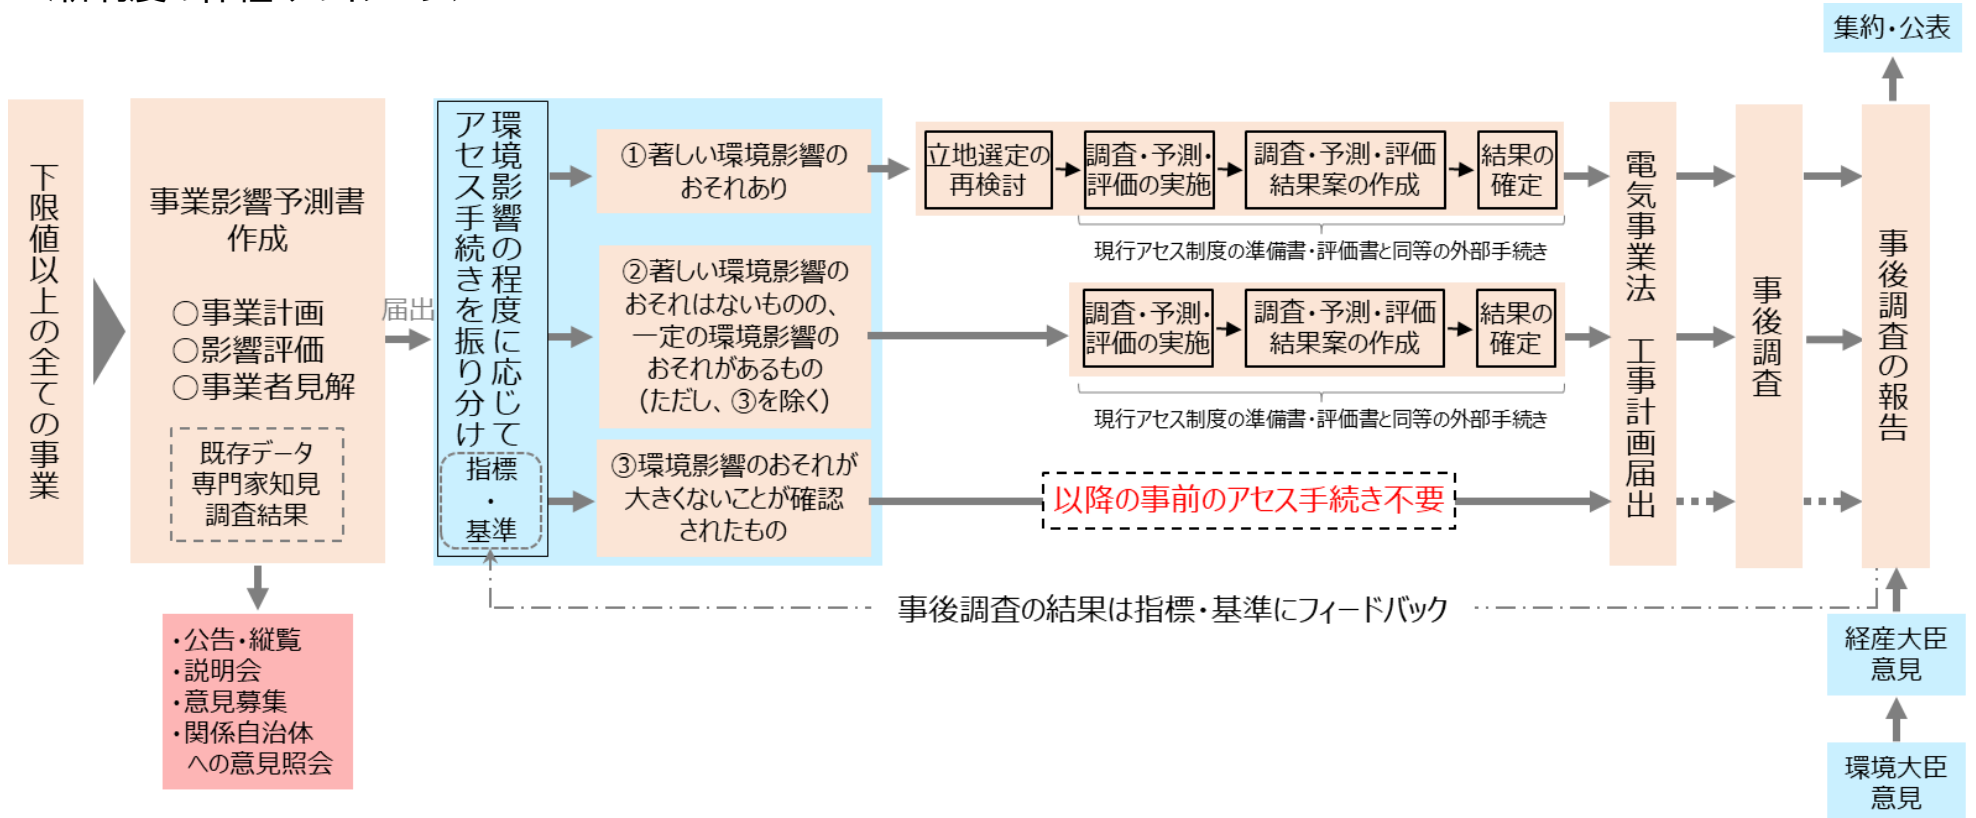 集約・公表
下限値以上の全ての事業
事業影響予測書
作成
○事業計画
○影響評価
○事業者見解
既存データ
専門家知見
調査結果
・公告・縦覧
・説明会
・意見募集
・関係自治体
への意見照会
届出
環境影響の程度に応じて
アセス手続きを振り分け
指標
・
基準
①著しい環境影響の
おそれあり
②著しい環境影響の
おそれはないものの、
一定の環境影響の
おそれがあるもの
(ただし、③を除く)
③環境影響のおそれが
大きくないことが確認
されたもの
立地選定の
再検討
調査・予測・
評価の実施
調査・予測・評価
結果案の作成
結果の
確定
現行アセス制度の準備書・評価書と同等の外部手続き
調査・予測・
評価の実施
調査・予測・評価
結果案の作成
結果の
確定
現行アセス制度の準備書・評価書と同等の外部手続き
以降の事前のアセス手続き不要
電気事業法 工事計画届出
事後調査
事後調査の報告
事後調査の結果は指標・基準にフィードバック
経産大臣
意見
環境大臣
意見